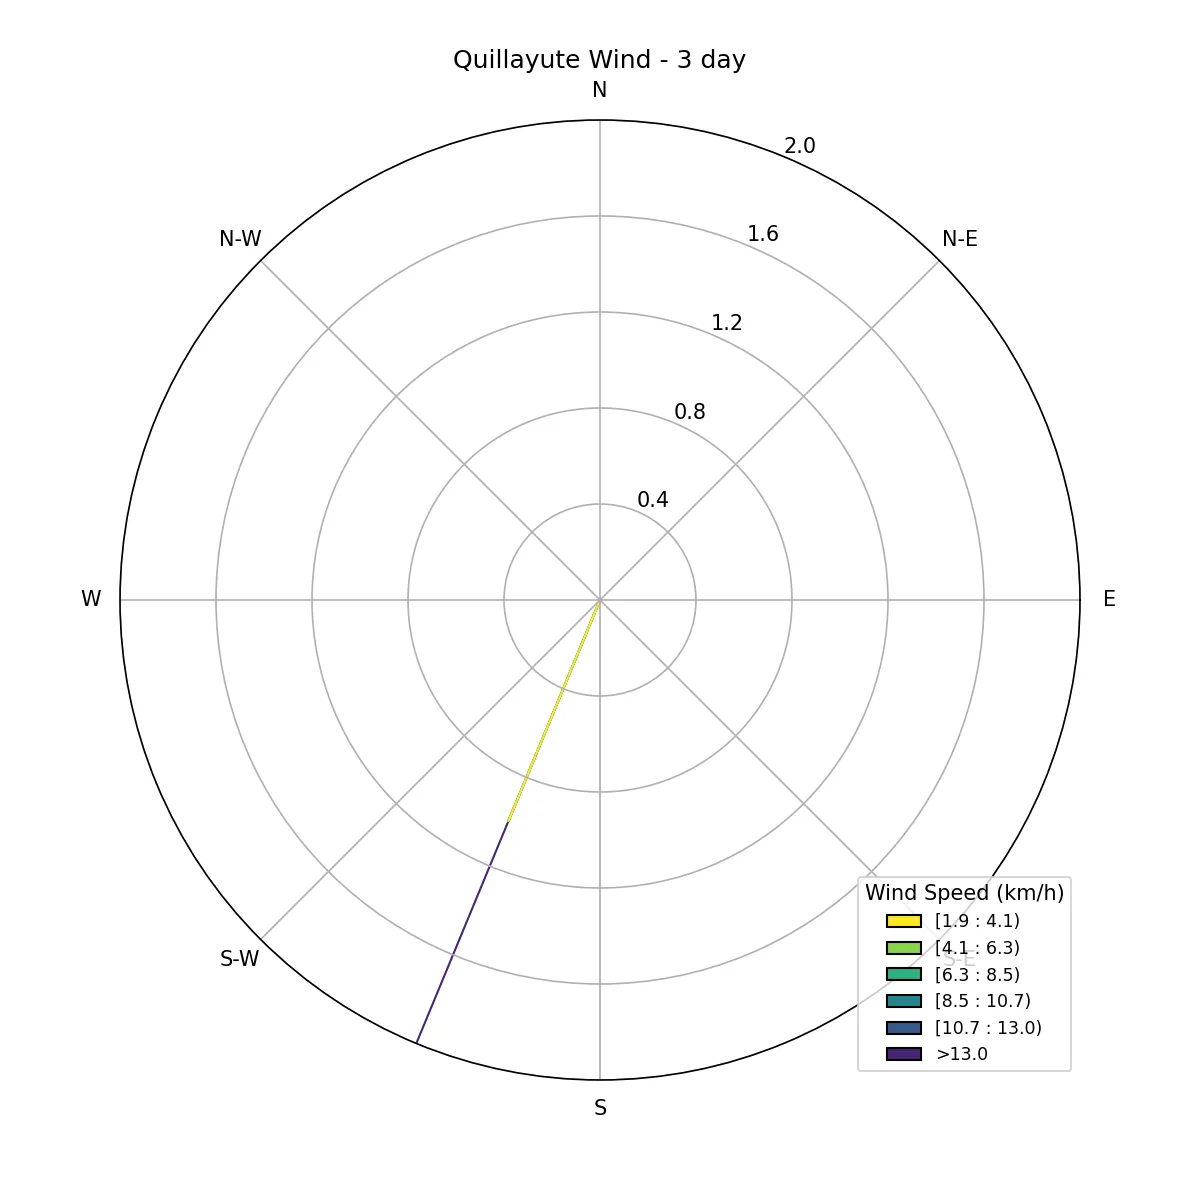 Quillayute Wind - 3 day
N
2.0
1.6
N-W
N-E
1.2
0.8
0.4
W
E
Wind Speed (km/h)
[1.9 : 4.1)
[4.1 : 6.3)
S-W
S-E
[6.3 : 8.5)
[8.5 : 10.7)
[10.7 : 13.0)
>13.0
S